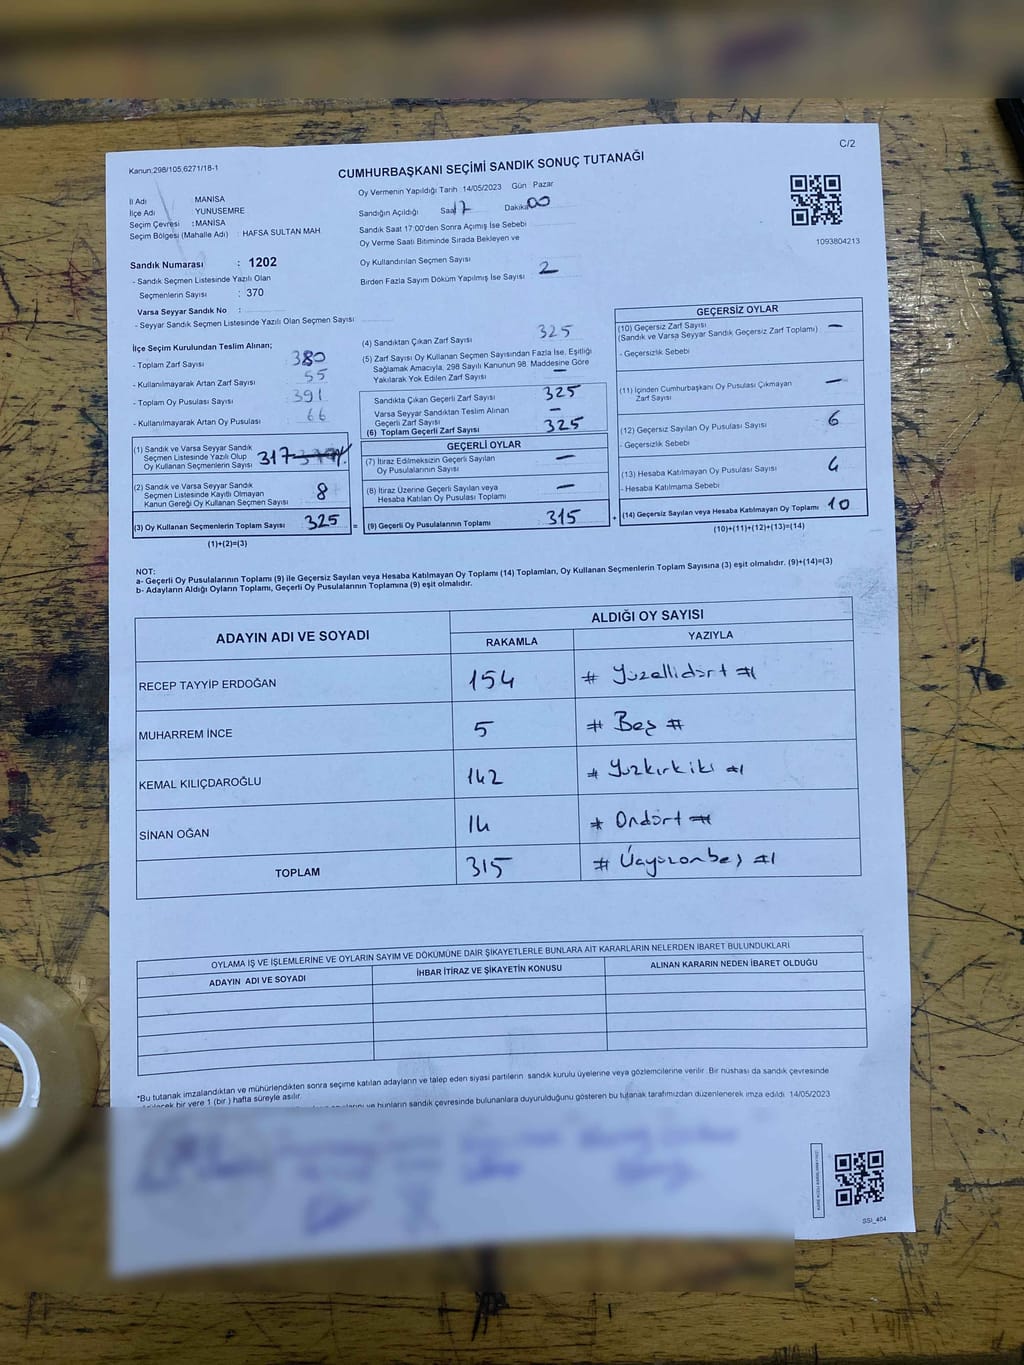 Kanun;298/105,6271/18-1
C/2
CUMHURBAŞKANI SEÇİMİ SANDIK SONUÇ TUTANAĞI
İl Adı MANİSA
İlçe Adı YUNUSEMRE
Seçim Çevresi : MANİSA
Seçim Bölgesi (Mahalle Adı) : HAFSA SULTAN MAH.
Oy Vermenin Yapıldığı Tarih 14/05/2023 Gün Pazar
Sandığın Açıldığı Saat 17 Dakika 00
Sandık Saat 17:00'den Sonra Açımış İse Sebebi
Oy Verme Saati Bitiminde Sırada Bekleyen ve
Oy Kullandırılan Seçmen Sayısı
Birden Fazla Sayım Döküm Yapılmış İse Sayısı 2
1093804213
Sandık Numarası : 1202
- Sandık Seçmen Listesinde Yazılı Olan
Seçmenlerin Sayısı : 370
Varsa Seyyar Sandık No :
- Seyyar Sandık Seçmen Listesinde Yazılı Olan Seçmen Sayısı
İlçe Seçim Kurulundan Teslim Alınan;
- Toplam Zarf Sayısı 380
- Kullanılmayarak Artan Zarf Sayısı 55
- Toplam Oy Pusulası Sayısı 391
- Kullanılmayarak Artan Oy Pusulası 66
(1) Sandık ve Varsa Seyyar Sandık
Seçmen Listesinde Yazılı Olup
Oy Kullanan Seçmenlerin Sayısı 317
(2) Sandık ve Varsa Seyyar Sandık
Seçmen Listesinde Kayıtlı Olmayan
Kanun Gereği Oy Kullanan Seçmen Sayısı 8
(3) Oy Kullanan Seçmenlerin Toplam Sayısı 325 =
(1)+(2)=(3)
(4) Sandıktan Çıkan Zarf Sayısı 325
(5) Zarf Sayısı Oy Kullanan Seçmen Sayısından Fazla İse, Eşitliği
Sağlamak Amacıyla, 298 Sayılı Kanunun 98. Maddesine Göre
Yakılarak Yok Edilen Zarf Sayısı —
Sandıkta Çıkan Geçerli Zarf Sayısı 325
Varsa Seyyar Sandıktan Teslim Alınan
Geçerli Zarf Sayısı —
(6) Toplam Geçerli Zarf Sayısı 325
GEÇERLİ OYLAR
(7) İtiraz Edilmeksizin Geçerli Sayılan
Oy Pusulalarının Sayısı —
(8) İtiraz Üzerine Geçerli Sayılan veya
Hesaba Katılan Oy Pusulası Toplamı —
(9) Geçerli Oy Pusulalarının Toplamı 315 +
GEÇERSİZ OYLAR
(10) Geçersiz Zarf Sayısı
(Sandık ve Varsa Seyyar Sandık Geçersiz Zarf Toplamı) —
- Geçersizlik Sebebi
(11) İçinden Cumhurbaşkanı Oy Pusulası Çıkmayan
Zarf Sayısı —
(12) Geçersiz Sayılan Oy Pusulası Sayısı 6
- Geçersizlik Sebebi
(13) Hesaba Katılmayan Oy Pusulası Sayısı 4
- Hesaba Katılmama Sebebi
(14) Geçersiz Sayılan veya Hesaba Katılmayan Oy Toplamı 10
(10)+(11)+(12)+(13)=(14)
NOT:
a- Geçerli Oy Pusulalarının Toplamı (9) ile Geçersiz Sayılan veya Hesaba Katılmayan Oy Toplamı (14) Toplamları, Oy Kullanan Seçmenlerin Toplam Sayısına (3) eşit olmalıdır. (9)+(14)=(3)
b- Adayların Aldığı Oyların Toplamı, Geçerli Oy Pusulalarının Toplamına (9) eşit olmalıdır.
ADAYIN ADI VE SOYADI ALDIĞI OY SAYISI
RAKAMLA YAZIYLA
RECEP TAYYİP ERDOĞAN 154 # Yüzellidört #
MUHARREM İNCE 5 # Beş #
KEMAL KILIÇDAROĞLU 142 # Yüzkırkiki #
SİNAN OĞAN 14 # Ondört #
TOPLAM 315 # Üçyüzonbeş #
OYLAMA İŞ VE İŞLEMLERİNE VE OYLARIN SAYIM VE DÖKÜMÜNE DAİR ŞİKAYETLERLE BUNLARA AİT KARARLARIN NELERDEN İBARET BULUNDUKLARI
ADAYIN ADI VE SOYADI İHBAR İTİRAZ VE ŞİKAYETİN KONUSU ALINAN KARARIN NEDEN İBARET OLDUĞU
*Bu tutanak imzalandıktan ve mühürlendikten sonra seçime katılan adayların ve talep eden siyasi partilerin sandık kurulu üyelerine veya gözlemcilerine verilir. Bir nüshası da sandık çevresinde
bir yere 1 (bir) hafta süreyle asılır.
ve bunların sandık çevresinde bulunanlara duyurulduğunu gösteren bu tutanak tarafımızdan düzenlenerek imza edildi. 14/05/2023
SSİ_404